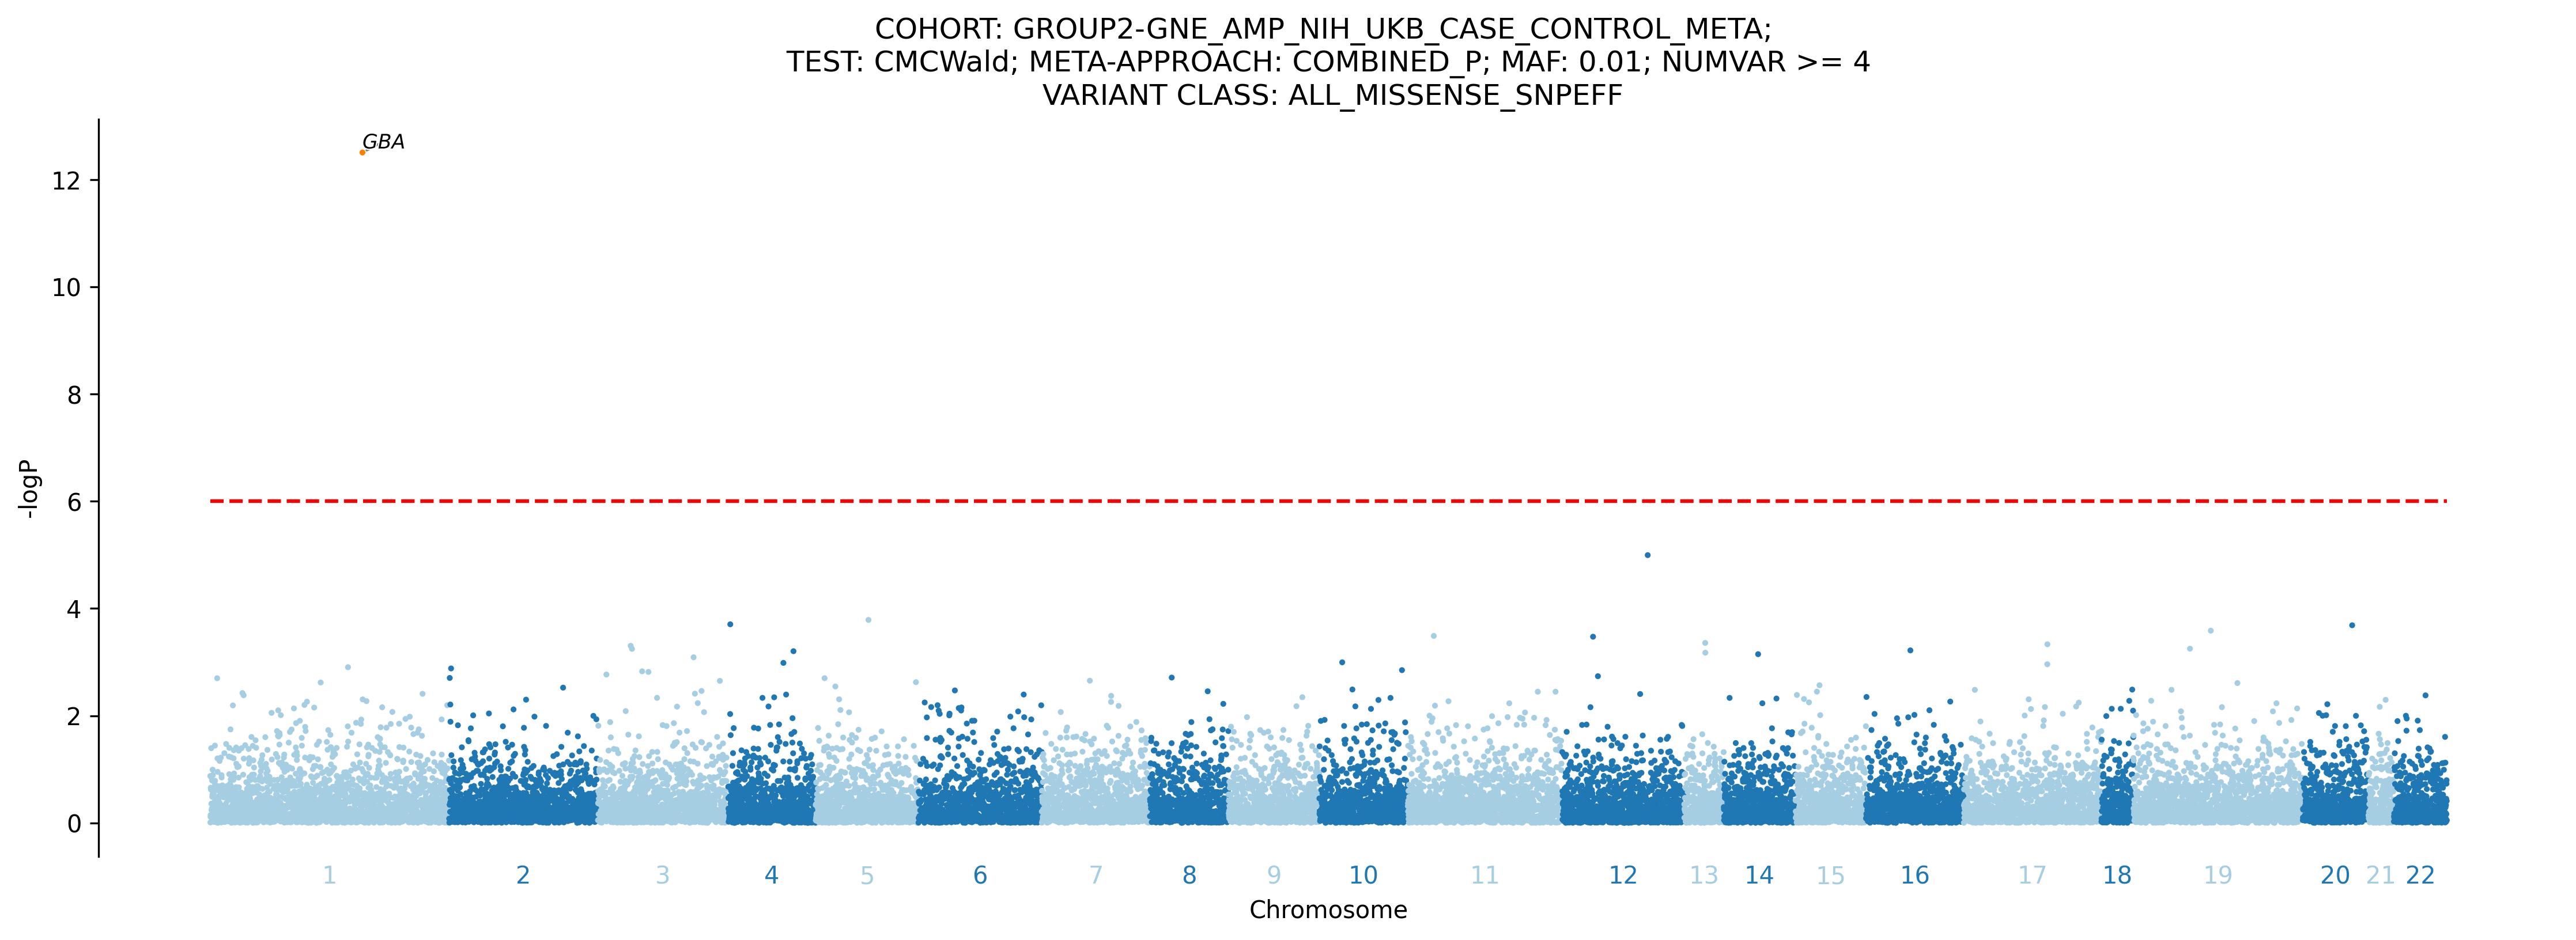 COHORT: GROUP2-GNE_AMP_NIH_UKB_CASE_CONTROL_META;
TEST: CMCWald; META-APPROACH: COMBINED_P; MAF: 0.01; NUMVAR >= 4
VARIANT CLASS: ALL_MISSENSE_SNPEFF
GBA
12
10
8
6
4
2
0
-logP
1 2 3 4 5 6 7 8 9 10 11 12 13 14 15 16 17 18 19 20 21 22
Chromosome